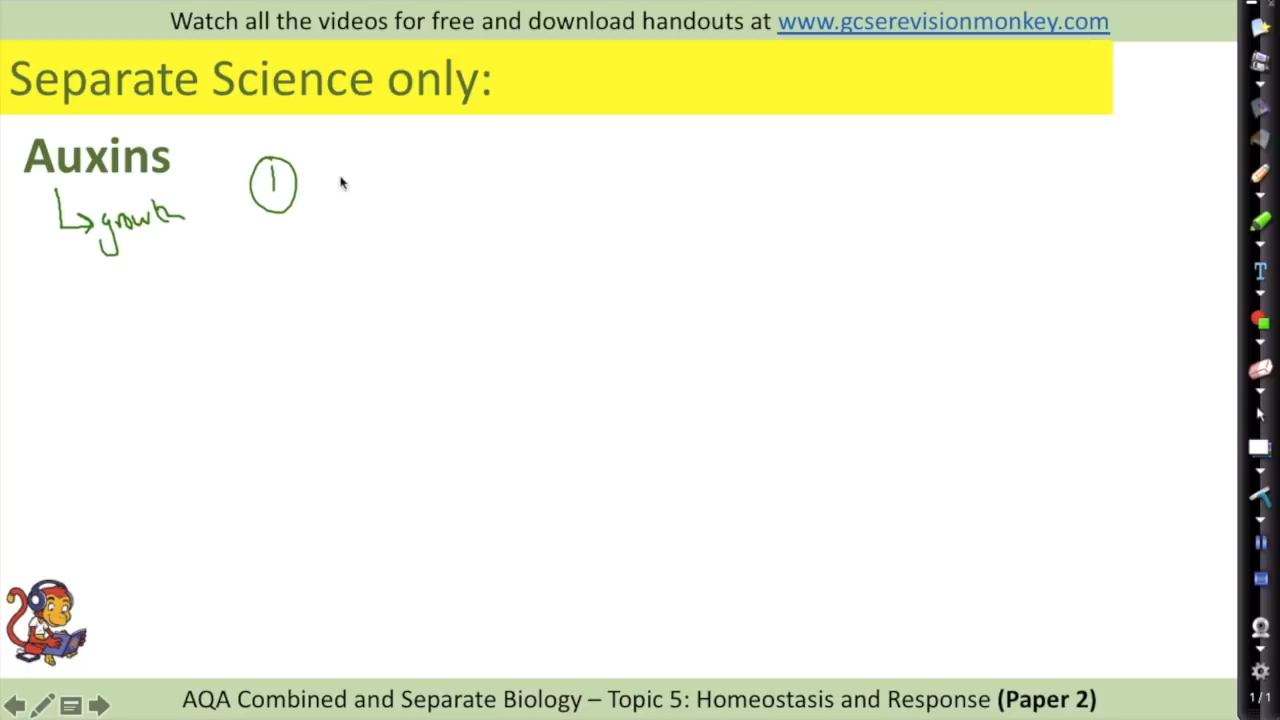 Watch all the videos for free and download handouts at www.gcserevisionmonkey.com
Separate Science only:
Auxins
1
growth
AQA Combined and Separate Biology – Topic 5: Homeostasis and Response (Paper 2)
T
1/1